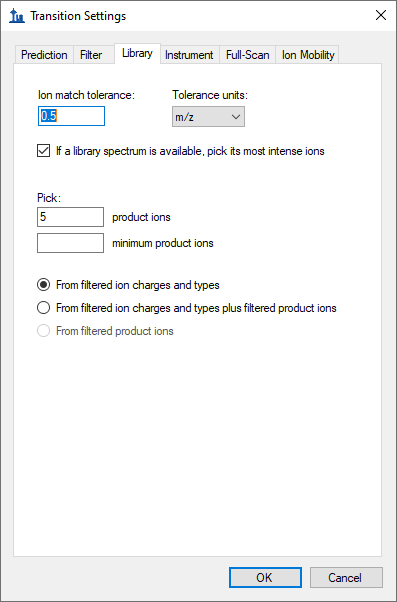 Transition Settings
Prediction Filter Library Instrument Full-Scan Ion Mobility
Ion match tolerance: Tolerance units:
0.5 m/z
If a library spectrum is available, pick its most intense ions
Pick:
5 product ions
minimum product ions
From filtered ion charges and types
From filtered ion charges and types plus filtered product ions
From filtered product ions
OK Cancel